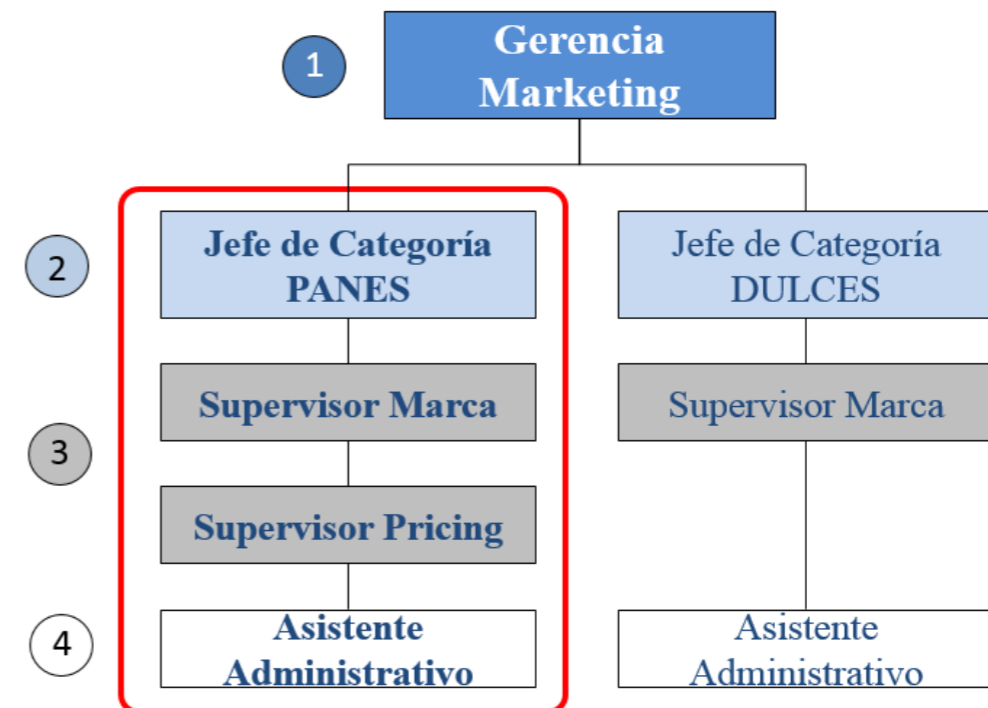 1
Gerencia
Marketing
2
Jefe de Categoría
PANES
Jefe de Categoría
DULCES
3
Supervisor Marca
Supervisor Marca
Supervisor Pricing
4
Asistente
Administrativo
Asistente
Administrativo